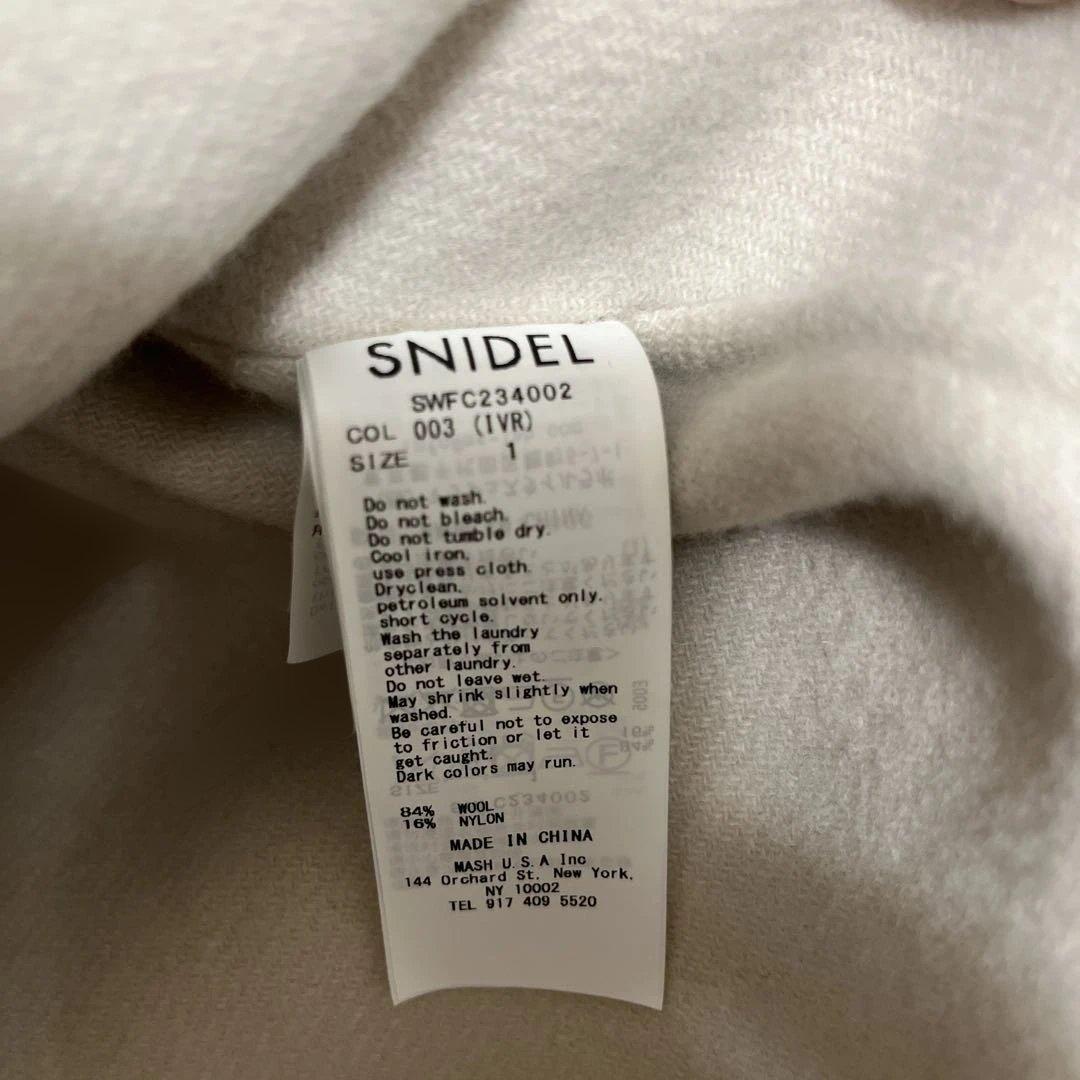 SNIDEL
SWFC234002
COL 003 (IVR)
SIZE 1
Do not wash.
Do not bleach.
Do not tumble dry.
Cool iron.
use press cloth.
Dryclean.
petroleum solvent only.
short cycle.
Wash the laundry
separately from
other laundry.
Do not leave wet.
May shrink slightly when
washed.
Be careful not to expose
to friction or let it
get caught.
Dark colors may run.
84% WOOL
16% NYLON
MADE IN CHINA
MASH U.S.A Inc
144 Orchard St. New York,
NY 10002
TEL 917 409 5520